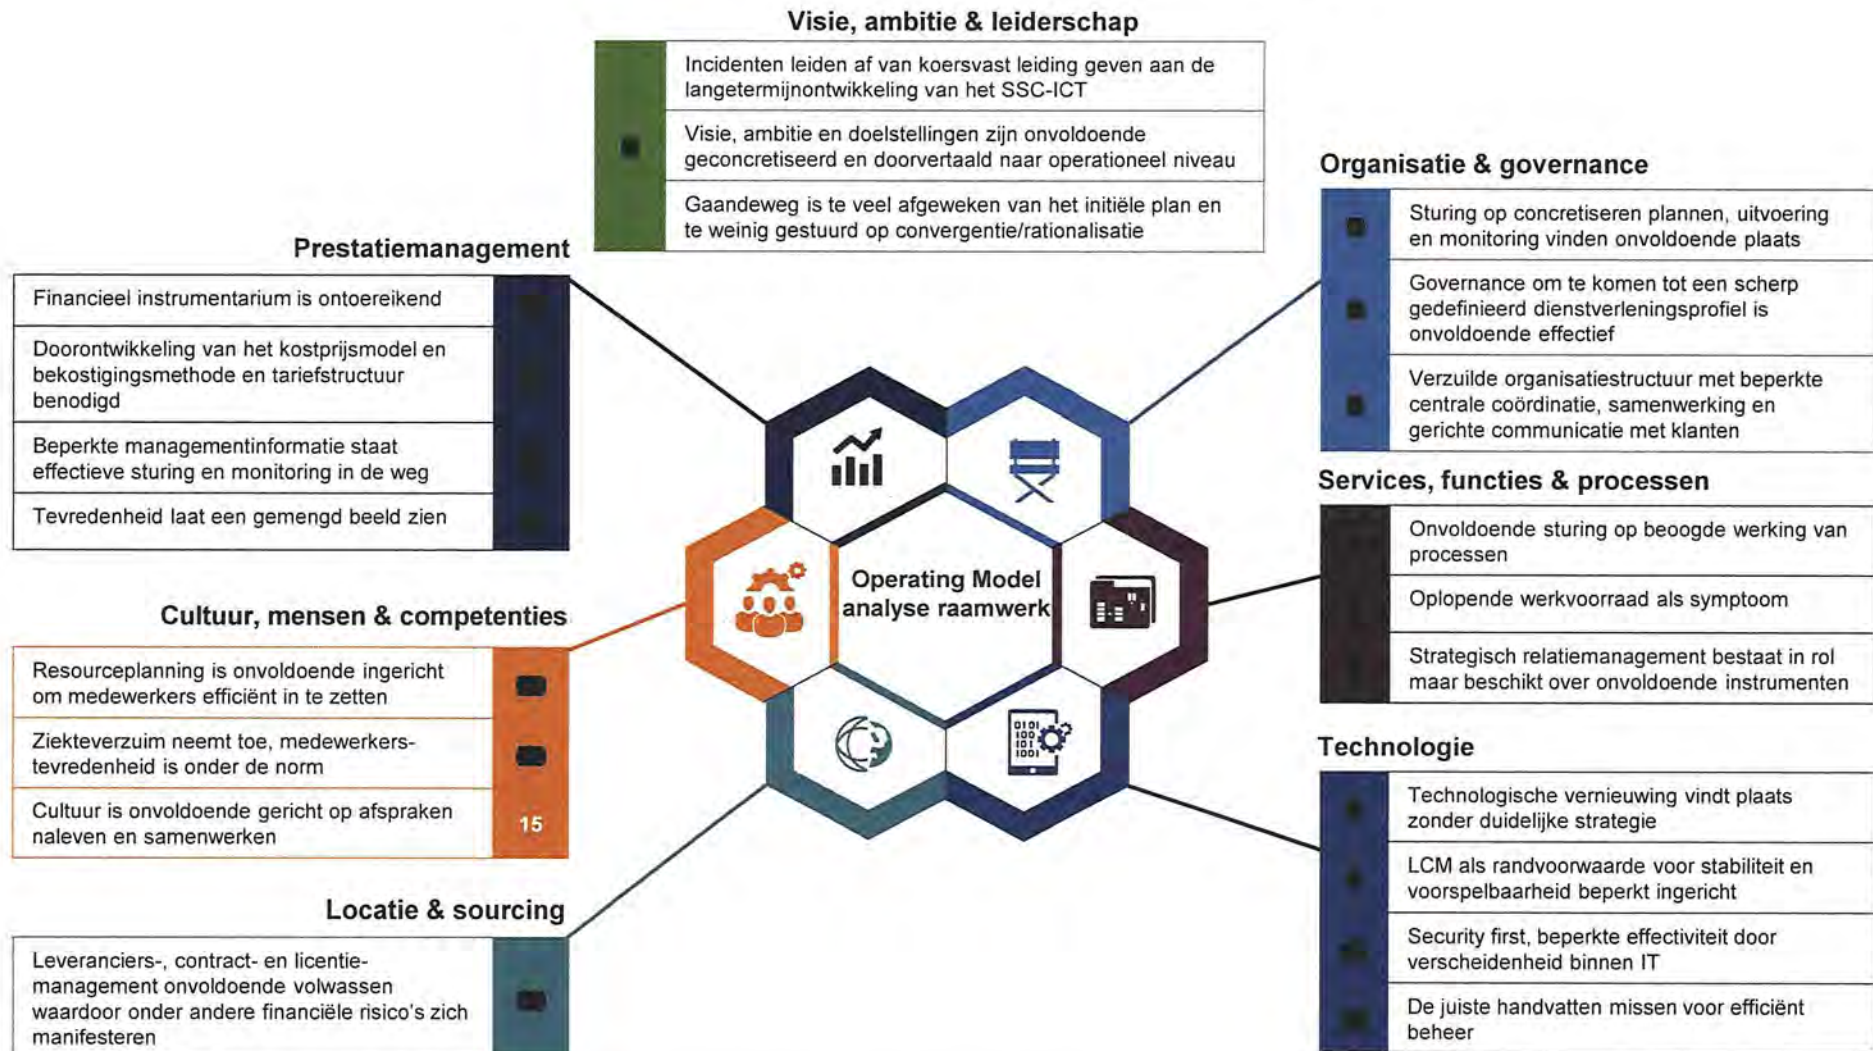 Visie, ambitie & leiderschap
Incidenten leiden af van koersvast leiding geven aan de
langetermijnontwikkeling van het SSC-ICT
Visie, ambitie en doelstellingen zijn onvoldoende
geconcretiseerd en doorvertaald naar operationeel niveau
Gaandeweg is te veel afgeweken van het initiële plan en
te weinig gestuurd op convergentie/rationalisatie
Prestatiemanagement
Financieel instrumentarium is ontoereikend
Doorontwikkeling van het kostprijsmodel en
bekostigingsmethode en tariefstructuur
benodigd
Beperkte managementinformatie staat
effectieve sturing en monitoring in de weg
Tevredenheid laat een gemengd beeld zien
Cultuur, mensen & competenties
Resourceplanning is onvoldoende ingericht
om medewerkers efficiënt in te zetten
Ziekteverzuim neemt toe, medewerkers-
tevredenheid is onder de norm
Cultuur is onvoldoende gericht op afspraken
naleven en samenwerken
15
Locatie & sourcing
Leveranciers-, contract- en licentie-
management onvoldoende volwassen
waardoor onder andere financiële risico's zich
manifesteren
Operating Model
analyse raamwerk
0101
100
101
1001
Organisatie & governance
Sturing op concretiseren plannen, uitvoering
en monitoring vinden onvoldoende plaats
Governance om te komen tot een scherp
gedefinieerd dienstverleningsprofiel is
onvoldoende effectief
Verzuilde organisatiestructuur met beperkte
centrale coördinatie, samenwerking en
gerichte communicatie met klanten
Services, functies & processen
Onvoldoende sturing op beoogde werking van
processen
Oplopende werkvoorraad als symptoom
Strategisch relatiemanagement bestaat in rol
maar beschikt over onvoldoende instrumenten
Technologie
Technologische vernieuwing vindt plaats
zonder duidelijke strategie
LCM als randvoorwaarde voor stabiliteit en
voorspelbaarheid beperkt ingericht
Security first, beperkte effectiviteit door
verscheidenheid binnen IT
De juiste handvatten missen voor efficiënt
beheer